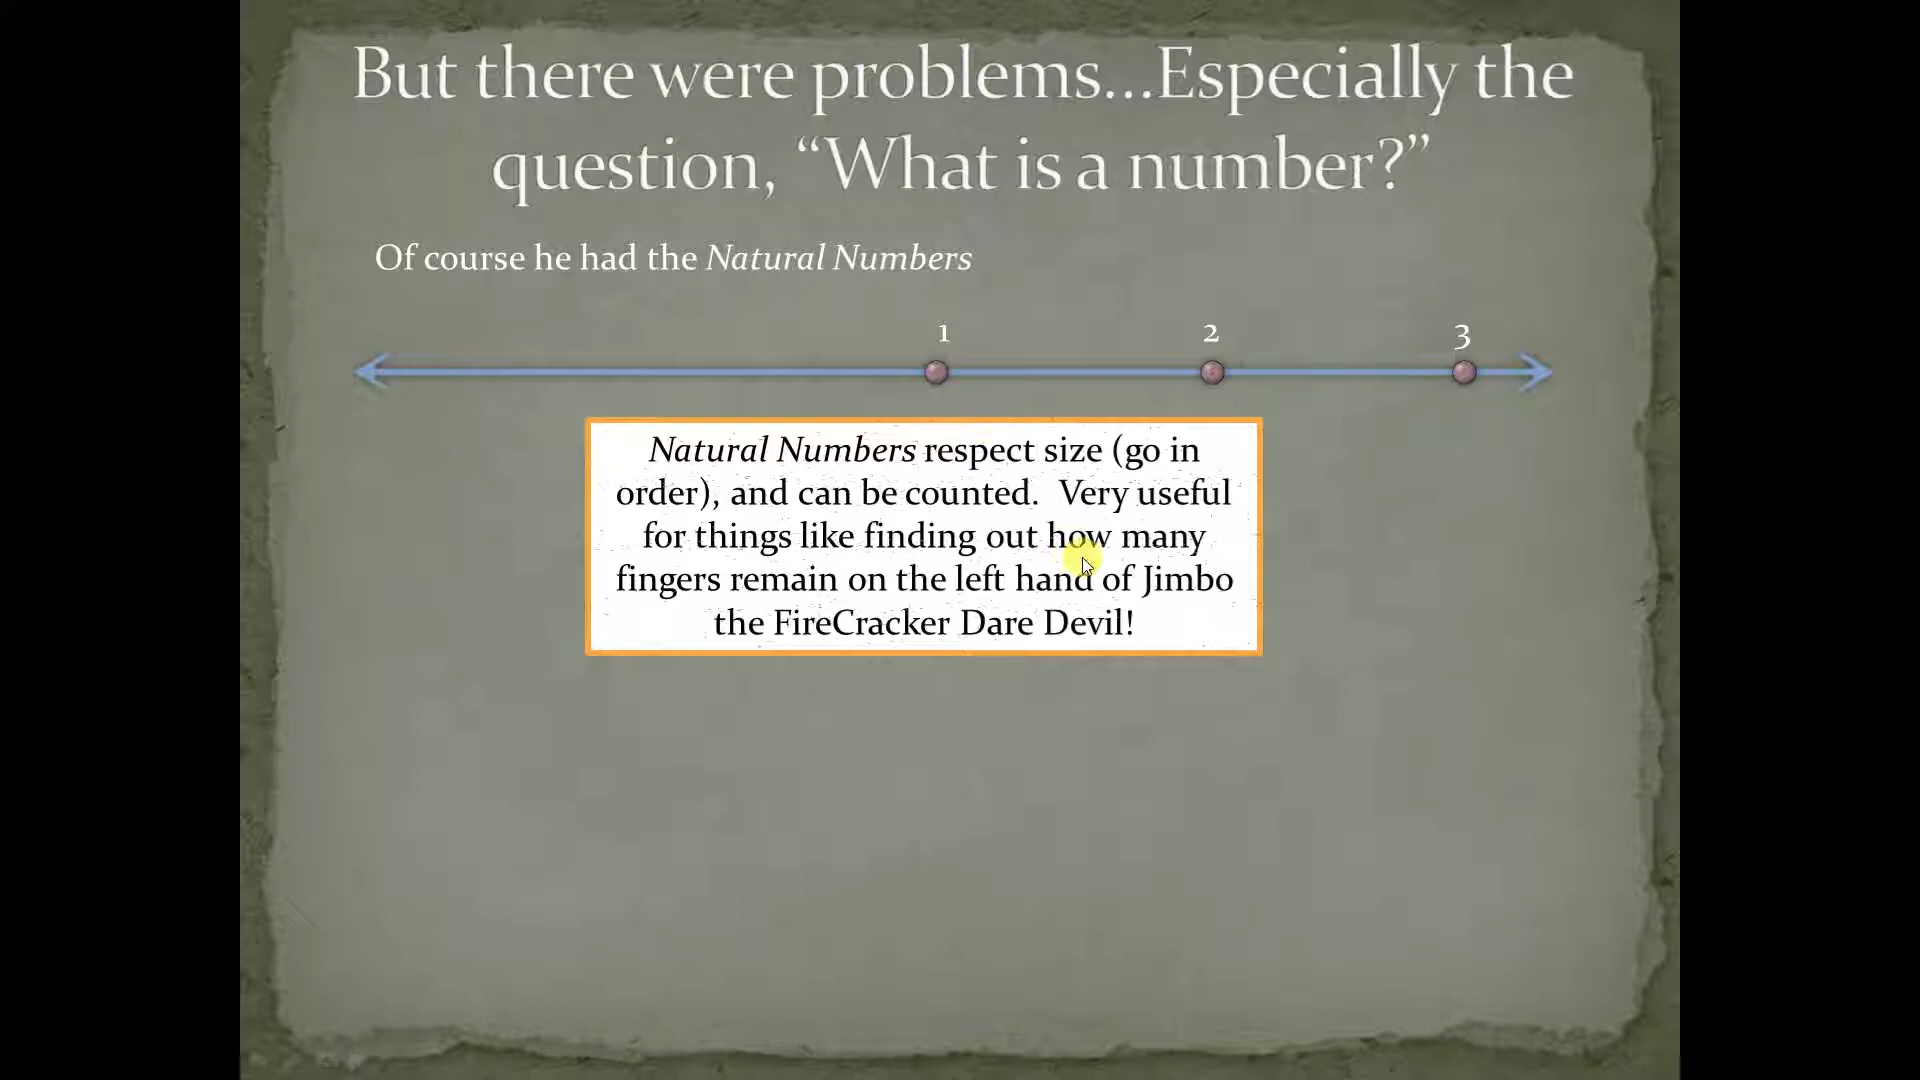 But there were problems...Especially the
question, “What is a number?”
Of course he had the Natural Numbers
1 2 3
Natural Numbers respect size (go in
order), and can be counted.  Very useful
for things like finding out how many
fingers remain on the left hand of Jimbo
the FireCracker Dare Devil!